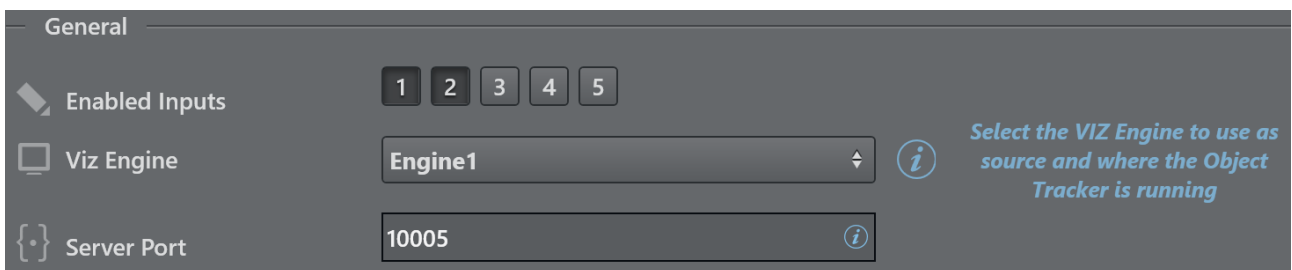 General
Enabled Inputs
1 2 3 4 5
Viz Engine
Engine1
Select the VIZ Engine to use as
source and where the Object
Tracker is running
Server Port
10005